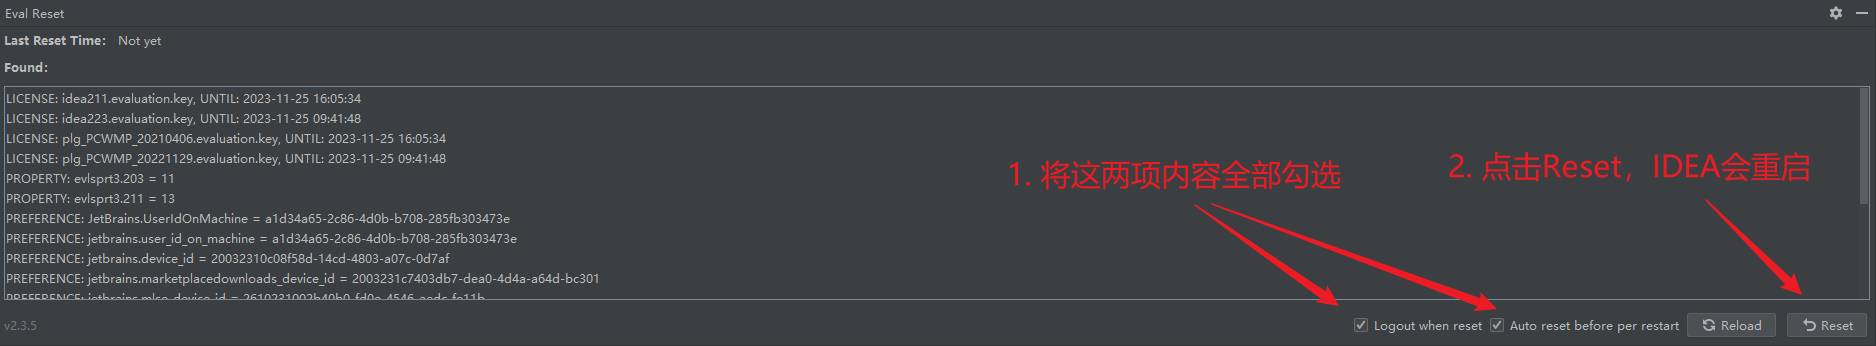 Eval Reset
Last Reset Time: Not yet
Found:
LICENSE: idea211.evaluation.key, UNTIL: 2023-11-25 16:05:34
LICENSE: idea223.evaluation.key, UNTIL: 2023-11-25 09:41:48
LICENSE: plg_PCWMP_20210406.evaluation.key, UNTIL: 2023-11-25 16:05:34
LICENSE: plg_PCWMP_20221129.evaluation.key, UNTIL: 2023-11-25 09:41:48
PROPERTY: evlsprt3.203 = 11
PROPERTY: evlsprt3.211 = 13
PREFERENCE: JetBrains.UserIdOnMachine = a1d34a65-2c86-4d0b-b708-285fb303473e
PREFERENCE: jetbrains.user_id_on_machine = a1d34a65-2c86-4d0b-b708-285fb303473e
PREFERENCE: jetbrains.device_id = 20032310c08f58d-14cd-4803-a07c-0d7af
PREFERENCE: jetbrains.marketplacedownloads_device_id = 2003231c7403db7-dea0-4d4a-a64d-bc301
1. 将这两项内容全部勾选
2. 点击Reset，IDEA会重启
v2.3.5
Logout when reset
Auto reset before per restart
Reload
Reset